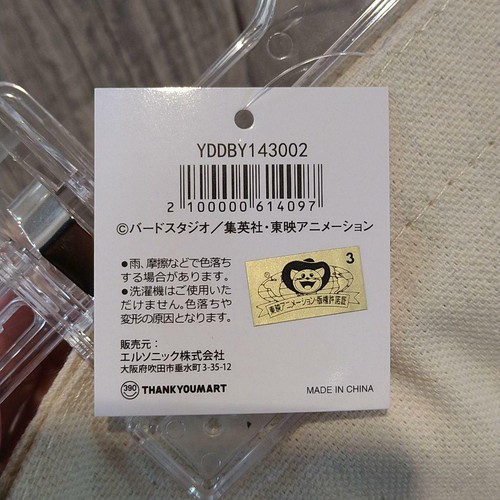 YDDBY143002
2 100000 614097
©バードスタジオ／集英社・東映アニメーション
●雨、摩擦などで色落ち
する場合があります。
●洗濯機はご使用いた
だけません。色落ちや
変形の原因となります。
3
東映アニメーション・版権許諾証
販売元：
エルソニック株式会社
大阪府吹田市垂水町3-35-12
390 THANKYOUMART
MADE IN CHINA